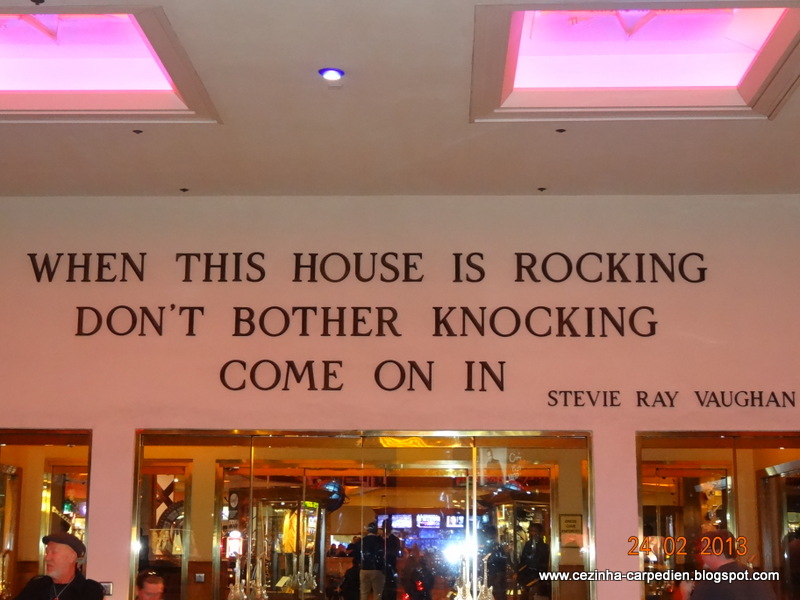 WHEN THIS HOUSE IS ROCKING
DON'T BOTHER KNOCKING
COME ON IN
STEVIE RAY VAUGHAN
24 02 2013
www.cezinha-carpedien.blogspot.com